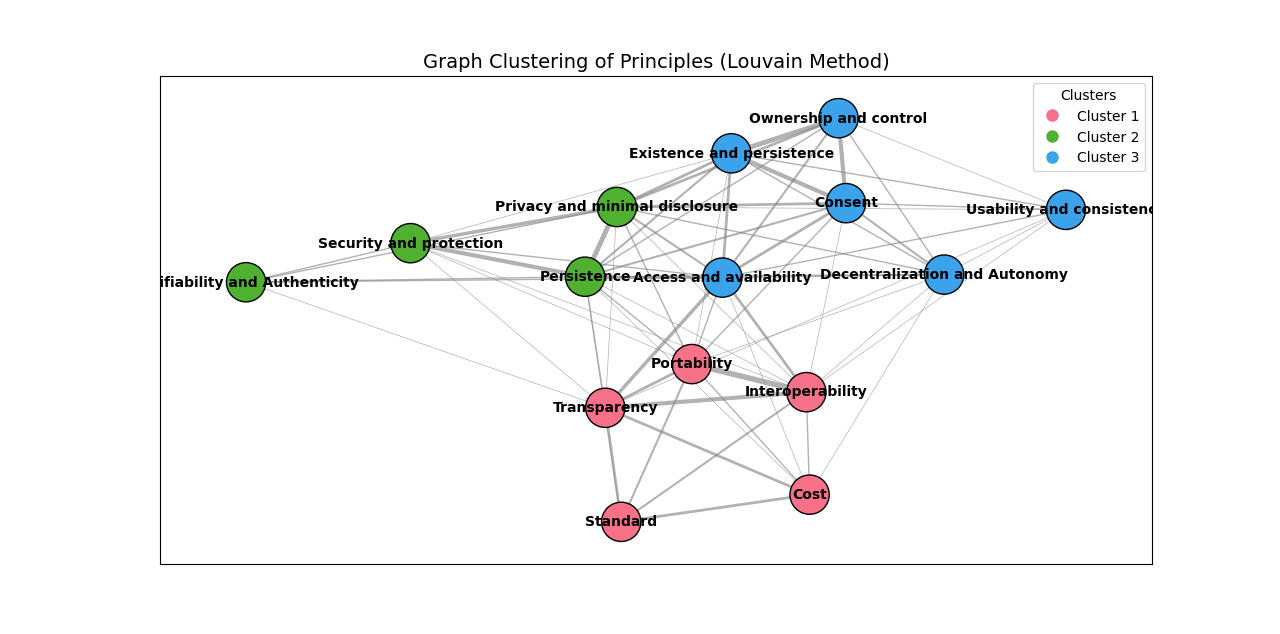 Graph Clustering of Principles (Louvain Method)
Clusters
Cluster 1
Cluster 2
Cluster 3
Ownership and control
Existence and persistence
Consent
Privacy and minimal disclosure
Usability and consistenc
Security and protection
Decentralization and Autonomy
Persistence
Access and availability
ifiability and Authenticity
Portability
Interoperability
Transparency
Cost
Standard